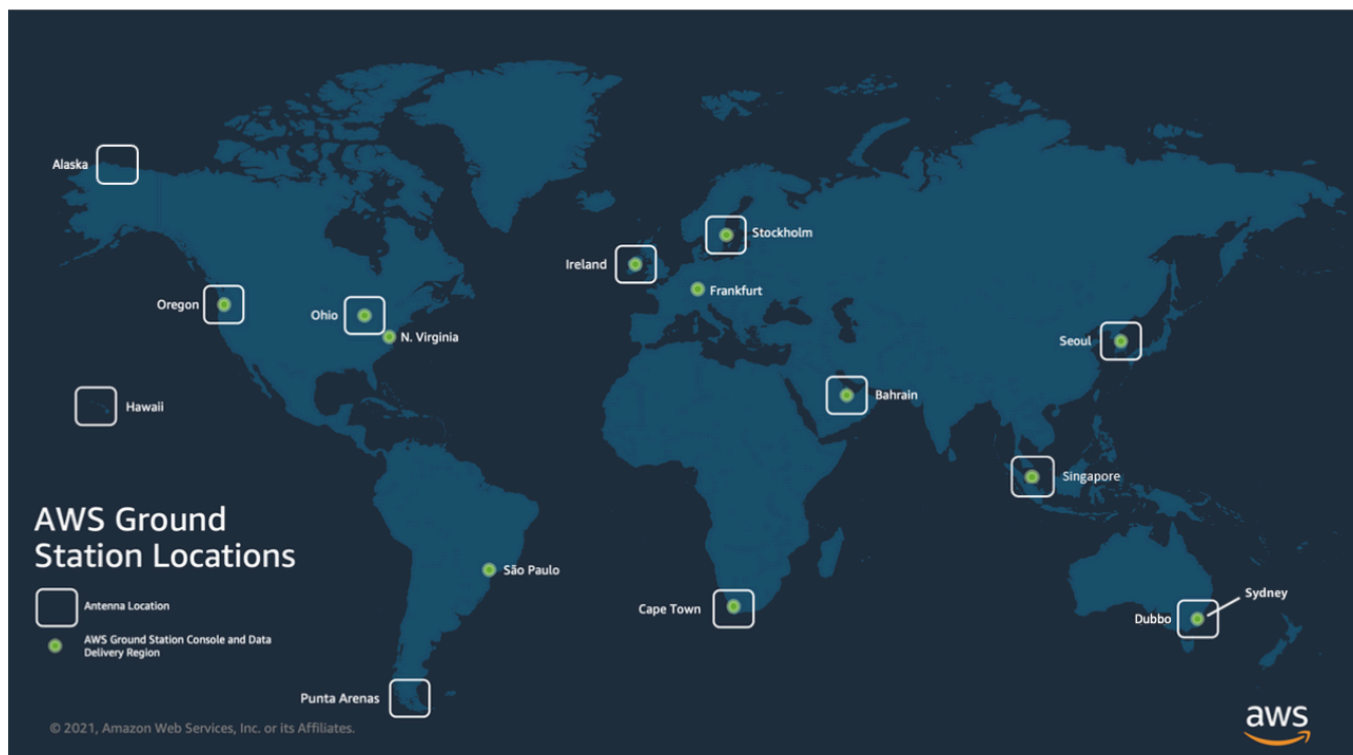 Alaska
Stockholm
Ireland
Frankfurt
Oregon
Ohio
N. Virginia
Seoul
Bahrain
Hawaii
Singapore
AWS Ground
Station Locations
São Paulo
Antenna Location
Cape Town
Sydney
Dubbo
AWS Ground Station Console and Data
Delivery Region
Punta Arenas
© 2021, Amazon Web Services, Inc. or its Affiliates.
aws